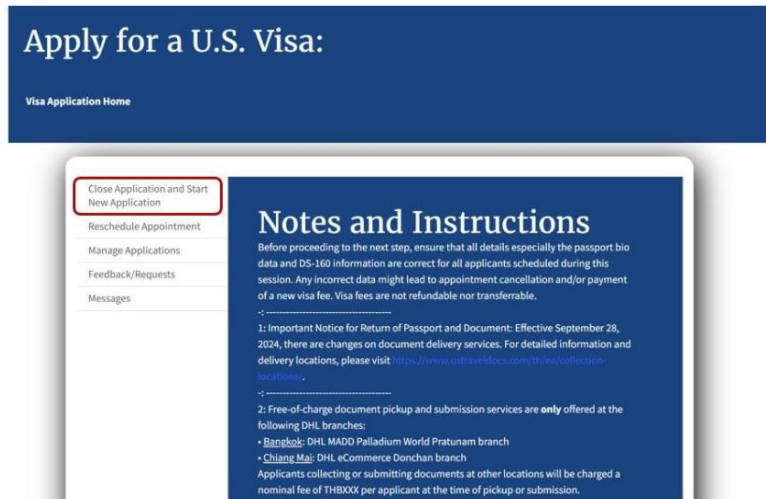 Apply for a U.S. Visa:
Visa Application Home
Close Application and Start
New Application
Reschedule Appointment
Manage Applications
Feedback/Requests
Messages
Notes and Instructions
Before proceeding to the next step, ensure that all details especially the passport bio
data and DS-160 information are correct for all applicants scheduled during this
session. Any incorrect data might lead to appointment cancellation and/or payment
of a new visa fee. Visa fees are not refundable nor transferrable.
-: --------------------------------------
1: Important Notice for Return of Passport and Document: Effective September 28,
2024, there are changes on document delivery services. For detailed information and
delivery locations, please visit https://www.ustraveldocs.com/th/en/collection-
locations/.
-: --------------------------------------
2: Free-of-charge document pickup and submission services are only offered at the
following DHL branches:
• Bangkok: DHL MADD Palladium World Pratunam branch
• Chiang Mai: DHL eCommerce Donchan branch
Applicants collecting or submitting documents at other locations will be charged a
nominal fee of THBXXX per applicant at the time of pickup or submission.